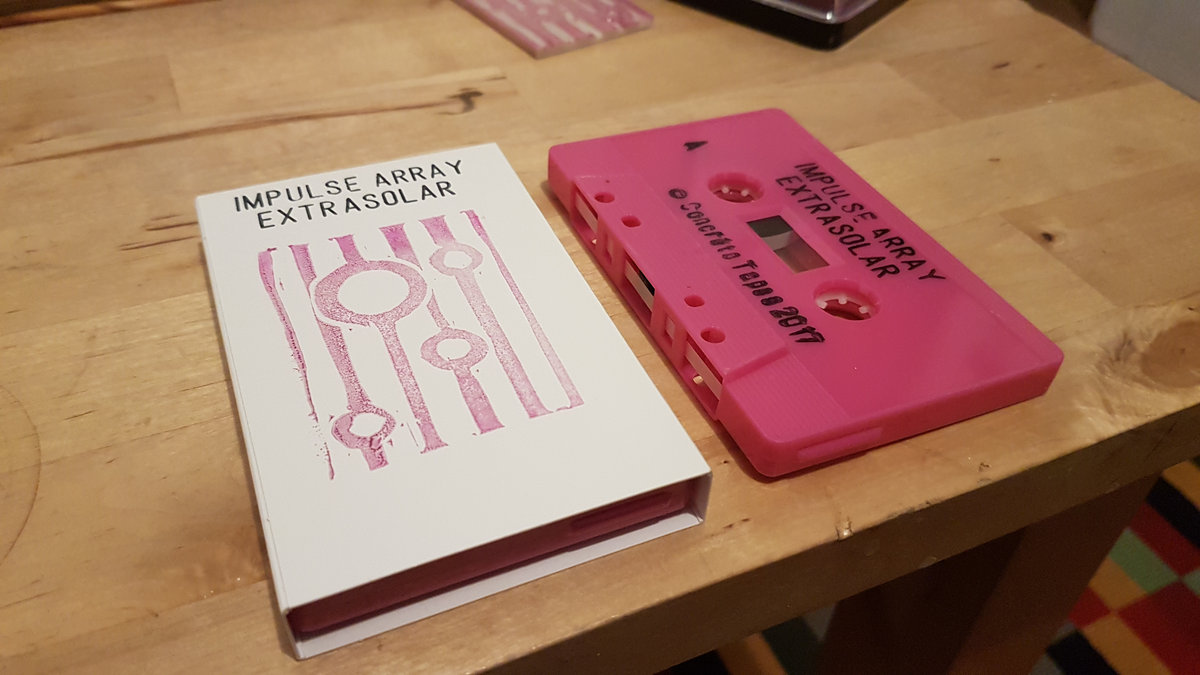 IMPULSE ARRAY
EXTRASOLAR
A
IMPULSE ARRAY
EXTRASOLAR
© Concrete Tapes 2017